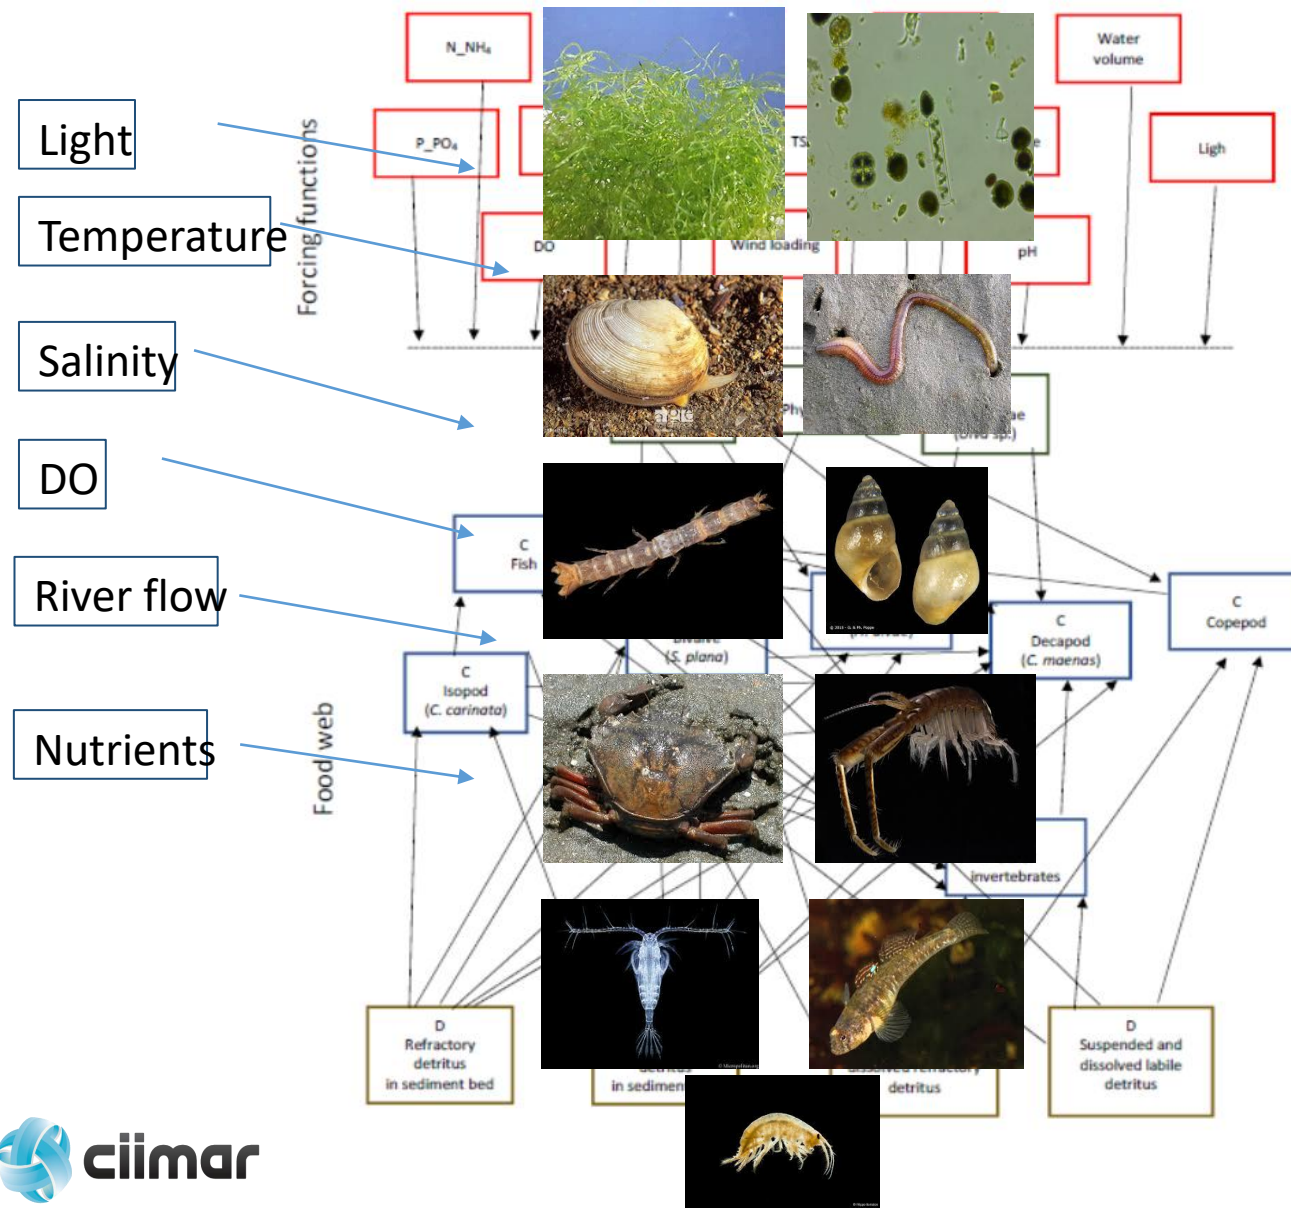 Light
Temperature
Salinity
DO
River flow
Nutrients
Forcing functions
Food web
N_NH₄
Water
volume
P_PO₄
Ligh
DO
Wind loading
pH
C
Fish
C
Isopod
(C. carinata)
(S. plana)
C
Decapod
(C. maenas)
C
Copepod
invertebrates
D
Refractory
detritus
in sediment bed
in sediment
detritus
D
Suspended and
dissolved labile
detritus
ciimar